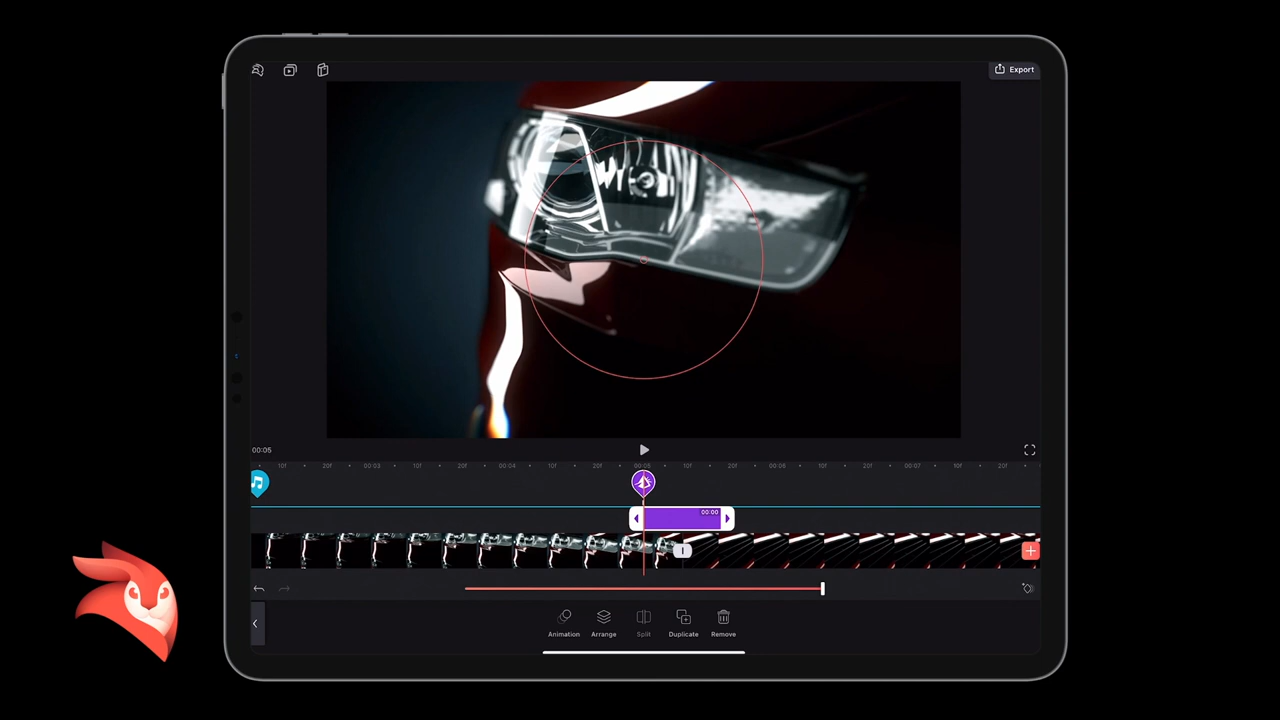 Export
00:05
10f 20f 00:03 10f 20f 00:04 10f 20f 00:05 10f 20f 00:06 10f 20f 00:07 10f 20f
00:00
Animation Arrange Split Duplicate Remove